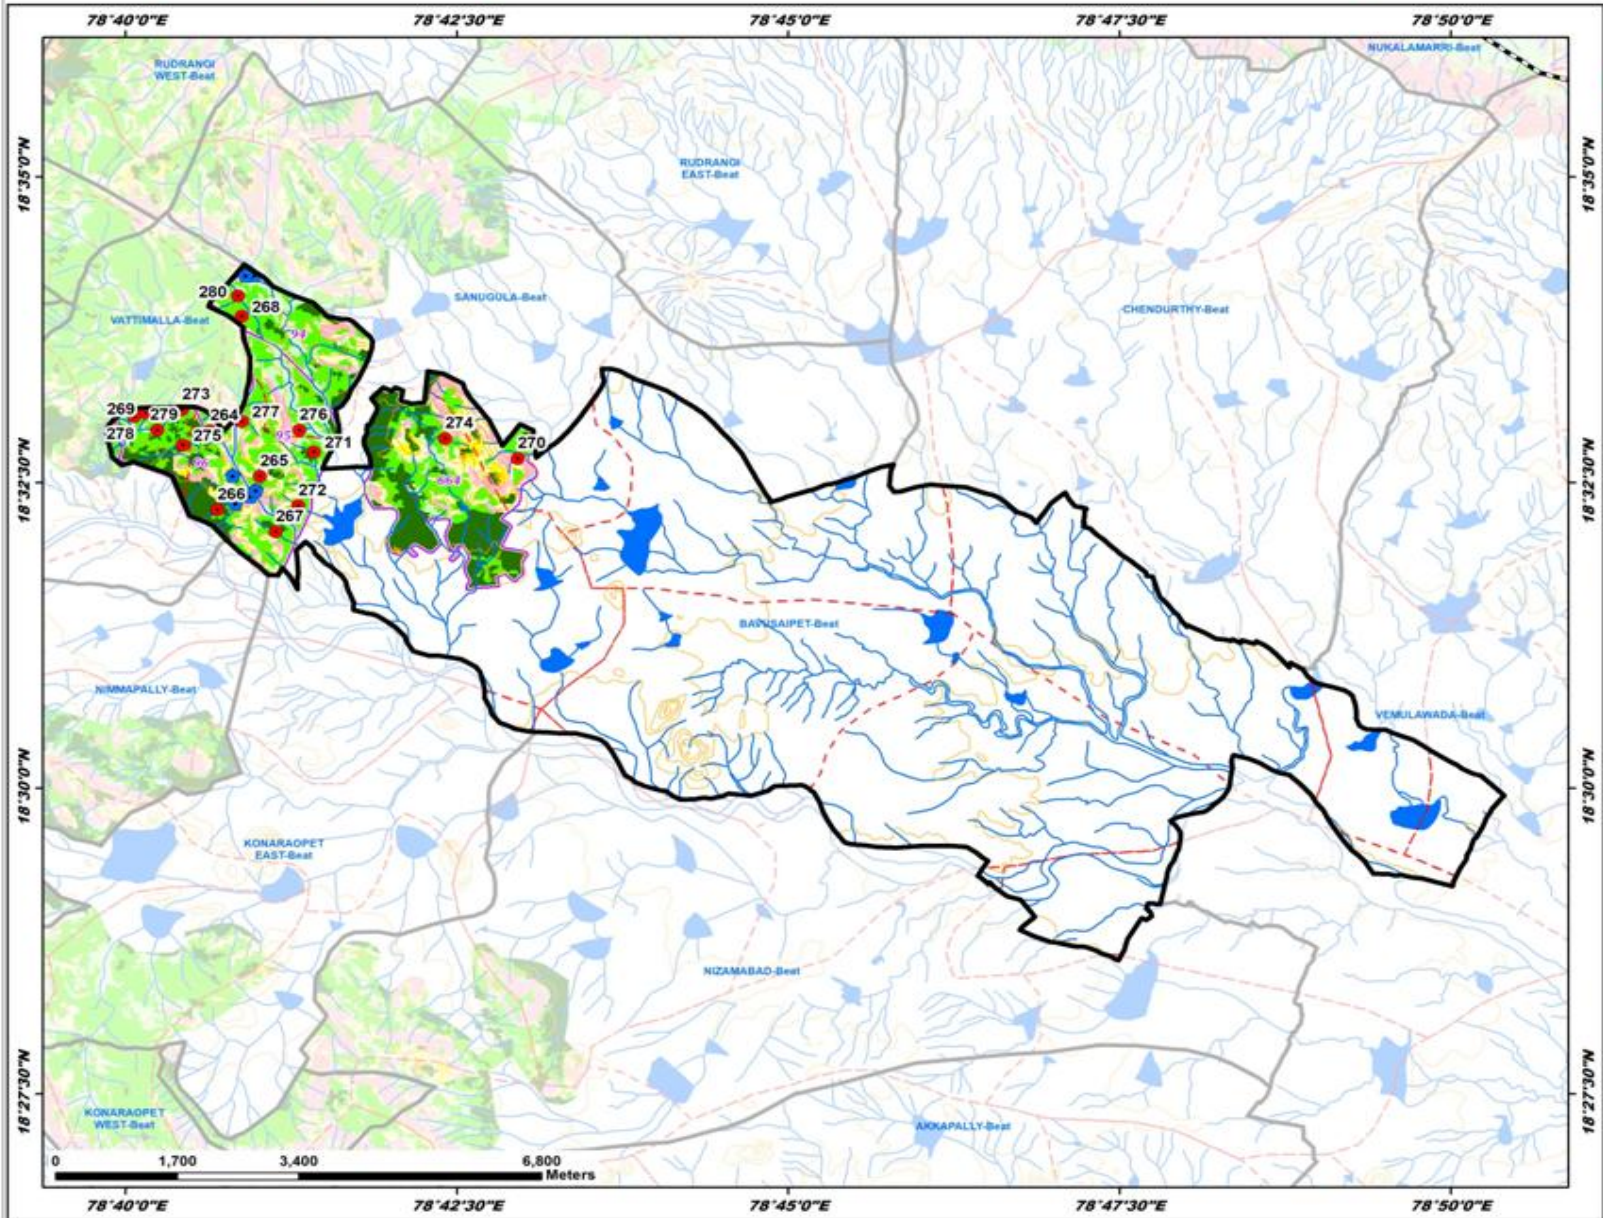 78°40'0"E
78°42'30"E
78°45'0"E
78°47'30"E
78°50'0"E
NUKALAMARRI-Beat
RUDRANGI
WEST-Beat
RUDRANGI
EAST-Beat
18°35'0"N
18°35'0"N
280
268
SANUGULA-Beat
CHENDURTHY-Beat
VATTIMALLA-Beat
94
273
269
279
264
277
276
274
278
275
95
271
270
96
265
664
18°32'30"N
18°32'30"N
266
272
267
BAVUSAIPET-Beat
NIMMAPALLY-Beat
VEMULAWADA-Beat
18°30'0"N
18°30'0"N
KONARAOPET
EAST-Beat
NIZAMABAD-Beat
18°27'30"N
18°27'30"N
KONARAOPET
WEST-Beat
AKKAPALLY-Beat
0
1,700
3,400
6,800
Meters
78°40'0"E
78°42'30"E
78°45'0"E
78°47'30"E
78°50'0"E